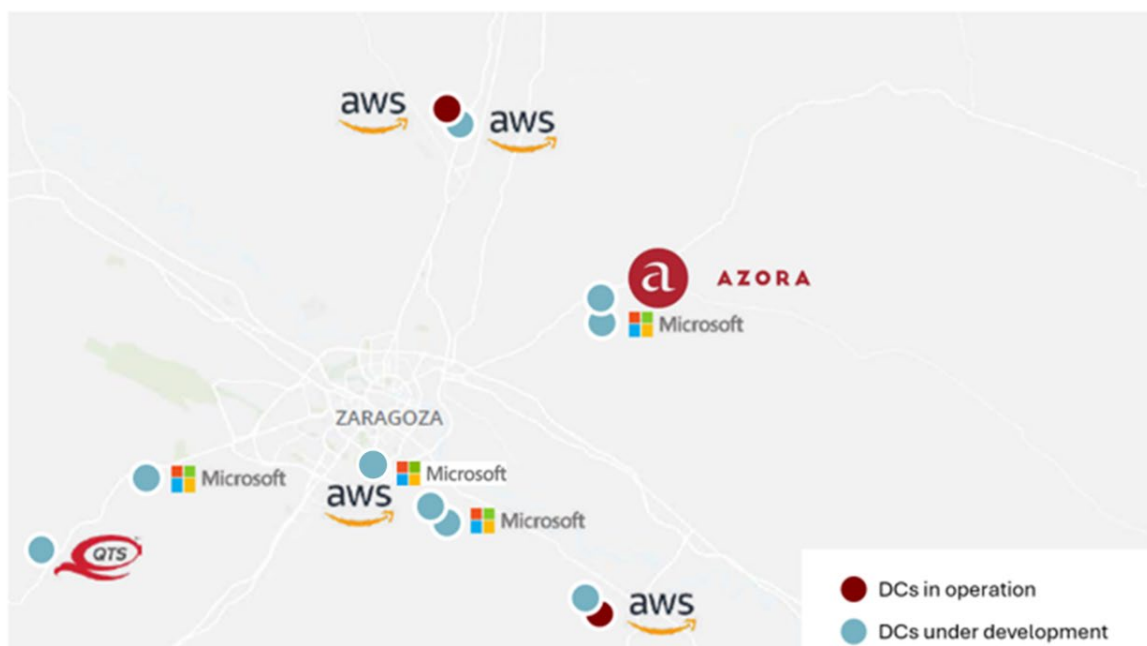 aws
aws
a AZORA
Microsoft
ZARAGOZA
Microsoft
Microsoft
aws
Microsoft
QTS
aws
DCs in operation
DCs under development